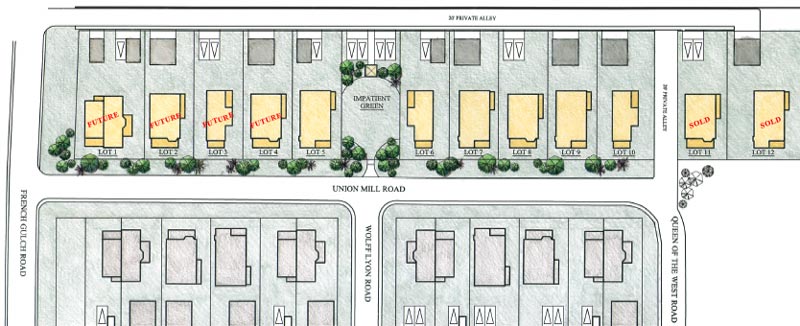 20' PRIVATE ALLEY
IMPATIENT
GREEN
FUTURE
FUTURE
FUTURE
FUTURE
20' PRIVATE ALLEY
SOLD
SOLD
LOT 1
LOT 2
LOT 3
LOT 4
LOT 5
LOT 6
LOT 7
LOT 8
LOT 9
LOT 10
LOT 11
LOT 12
UNION MILL ROAD
FRENCH GULCH ROAD
WOLFF LYON ROAD
QUEEN OF THE WEST ROAD